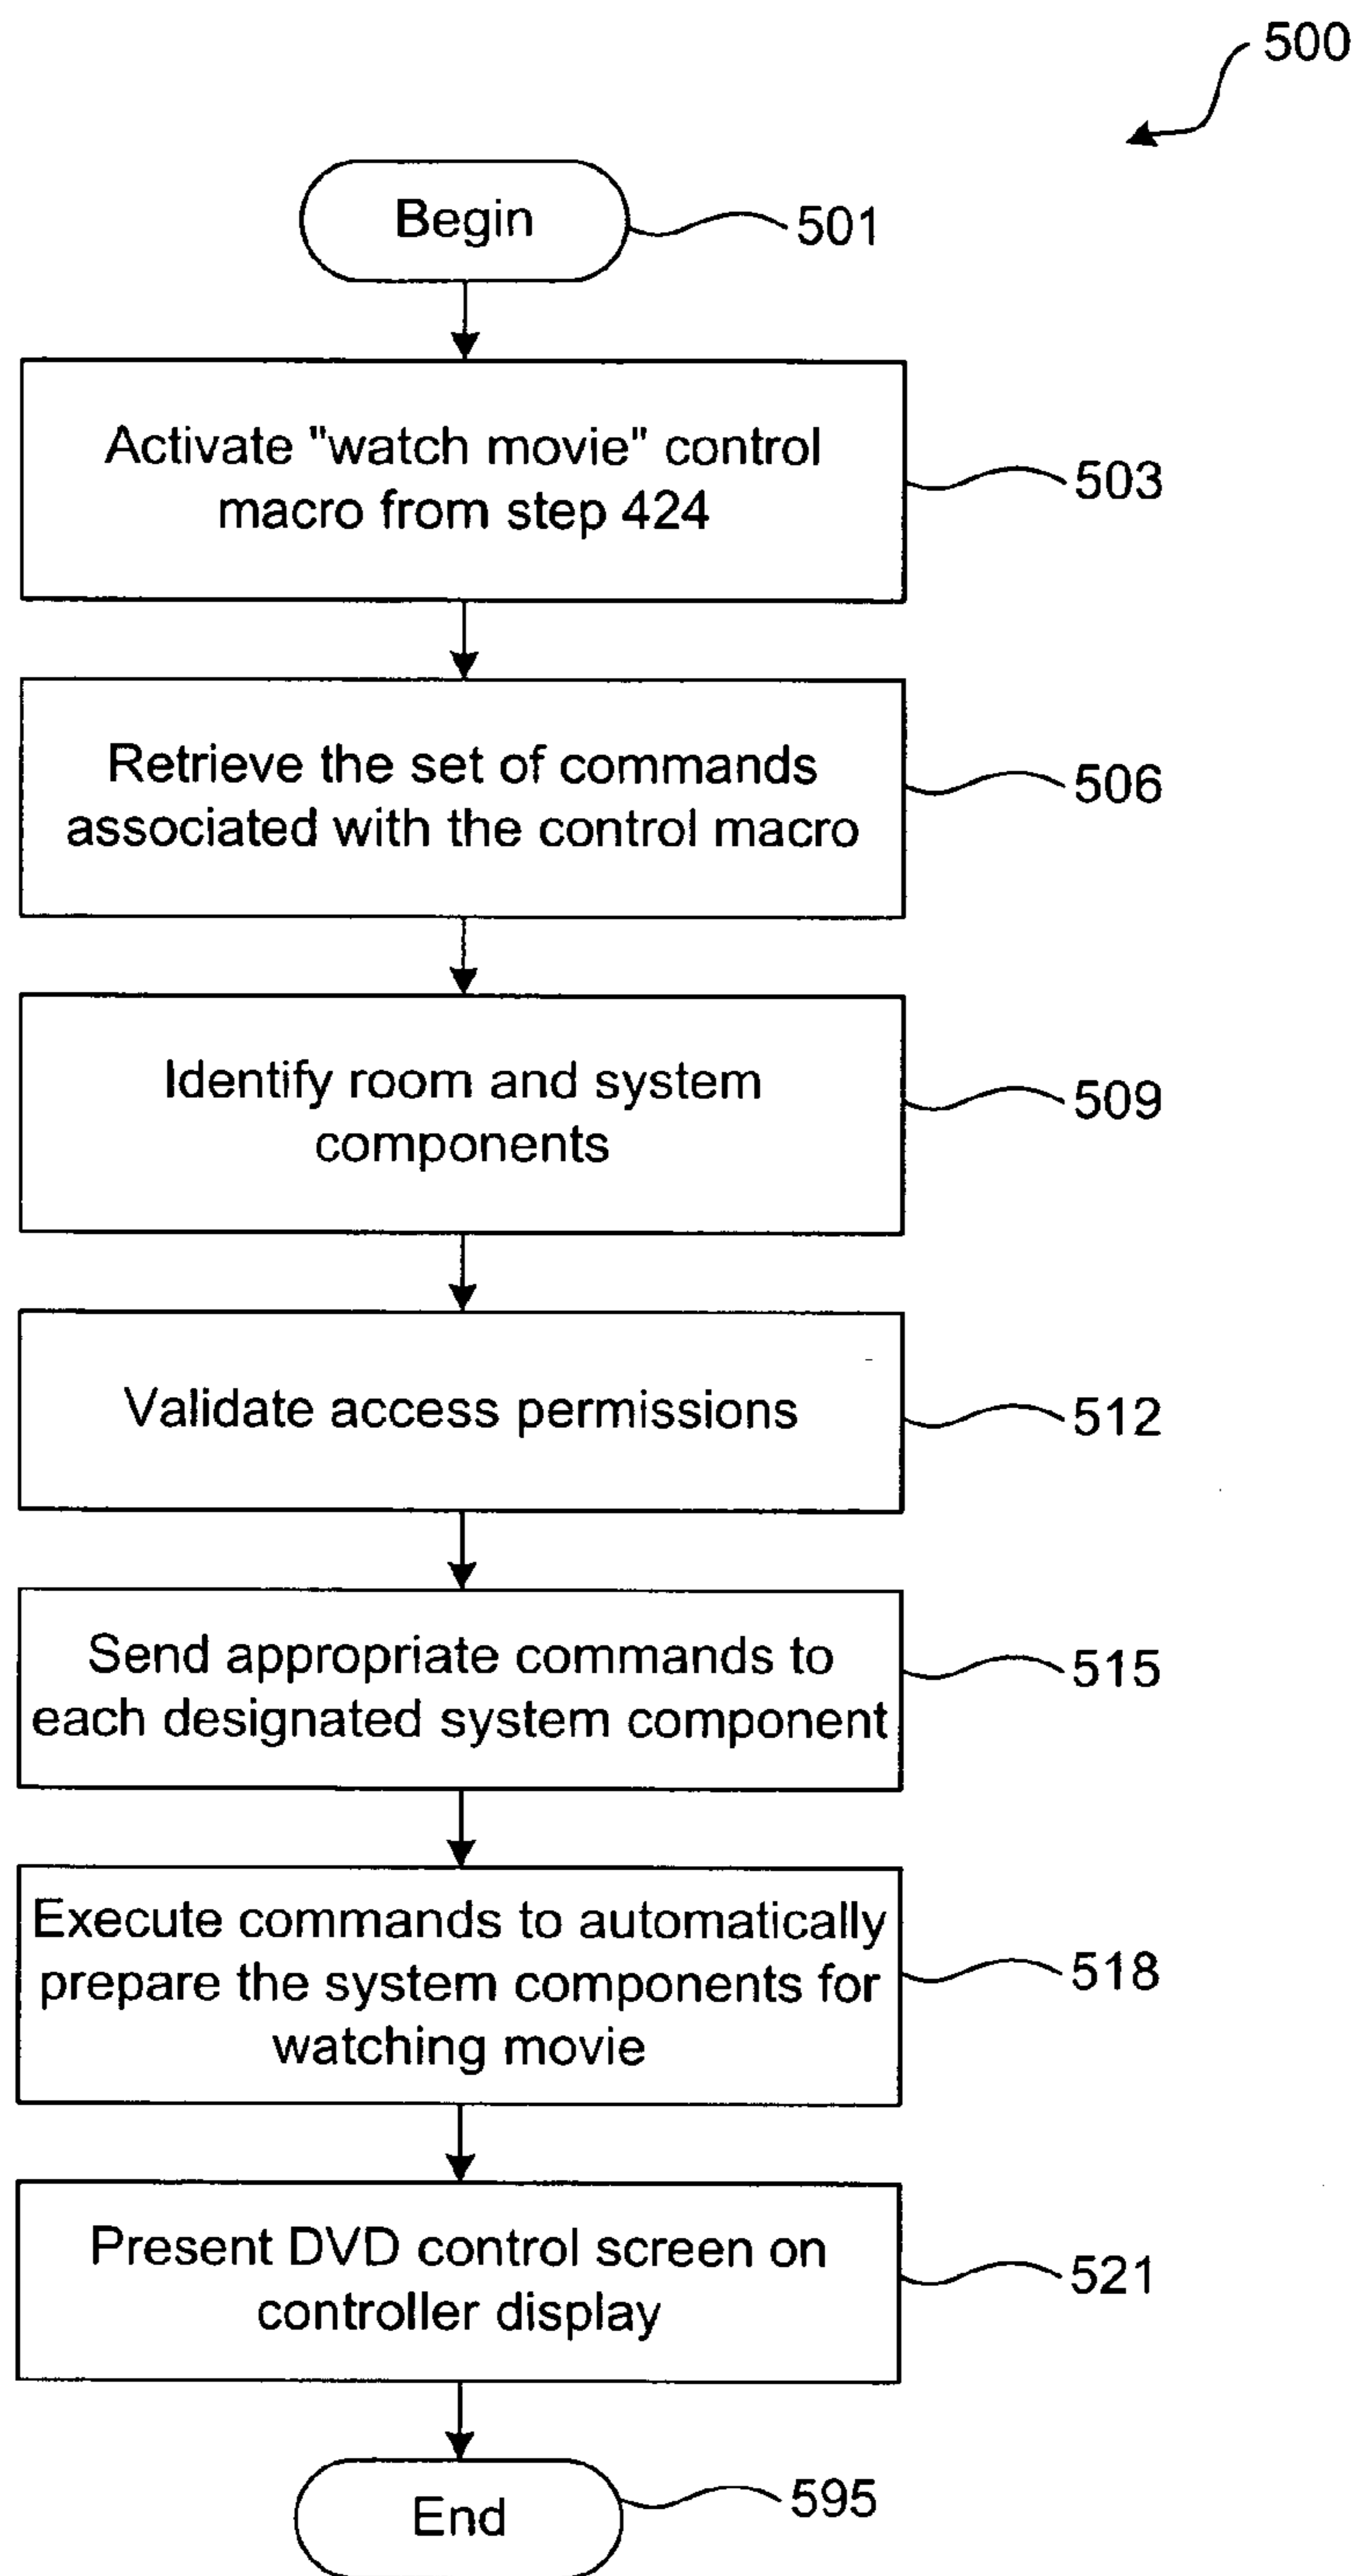 500
Begin
501
Activate "watch movie" control
macro from step 424
503
Retrieve the set of commands
associated with the control macro
506
Identify room and system
components
509
Validate access permissions
512
Send appropriate commands to
each designated system component
515
Execute commands to automatically
prepare the system components for
watching movie
518
Present DVD control screen on
controller display
521
End
595